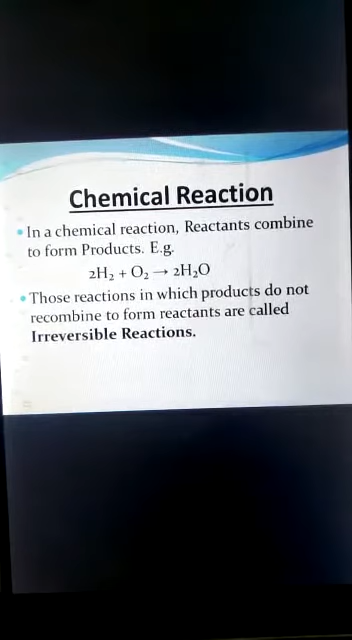 Chemical Reaction
• In a chemical reaction, Reactants combine
to form Products. E.g.
2H₂ + O₂ → 2H₂O
• Those reactions in which products do not
recombine to form reactants are called
Irreversible Reactions.